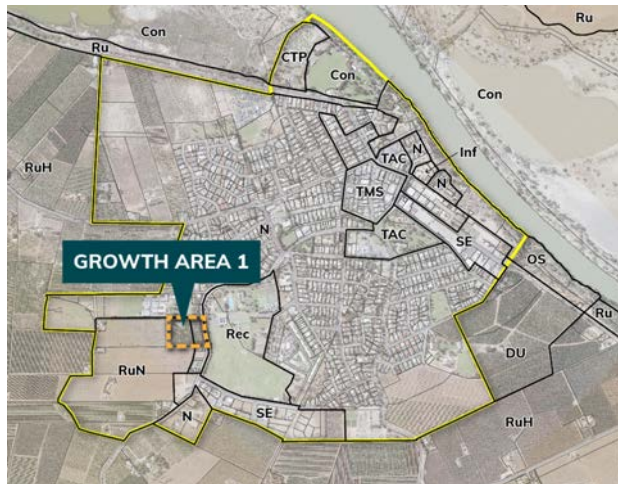 Con
Ru
Ru
CTP
Con
Con
RuH
TAC
N
Inf
N
TMS
N
TAC
SE
OS
GROWTH AREA 1
Ru
Rec
DU
RuN
SE
N
RuH